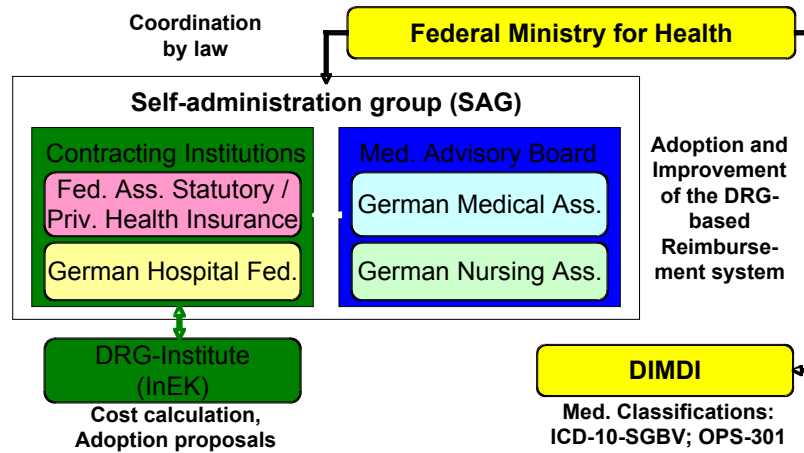 Coordination
by law
Federal Ministry for Health
Self-administration group (SAG)
Contracting Institutions
Fed. Ass. Statutory /
Priv. Health Insurance
German Hospital Fed.
Med. Advisory Board
German Medical Ass.
German Nursing Ass.
Adoption and
Improvement
of the DRG-
based
Reimburse-
ment system
DRG-Institute
(InEK)
Cost calculation,
Adoption proposals
DIMDI
Med. Classifications:
ICD-10-SGBV; OPS-301